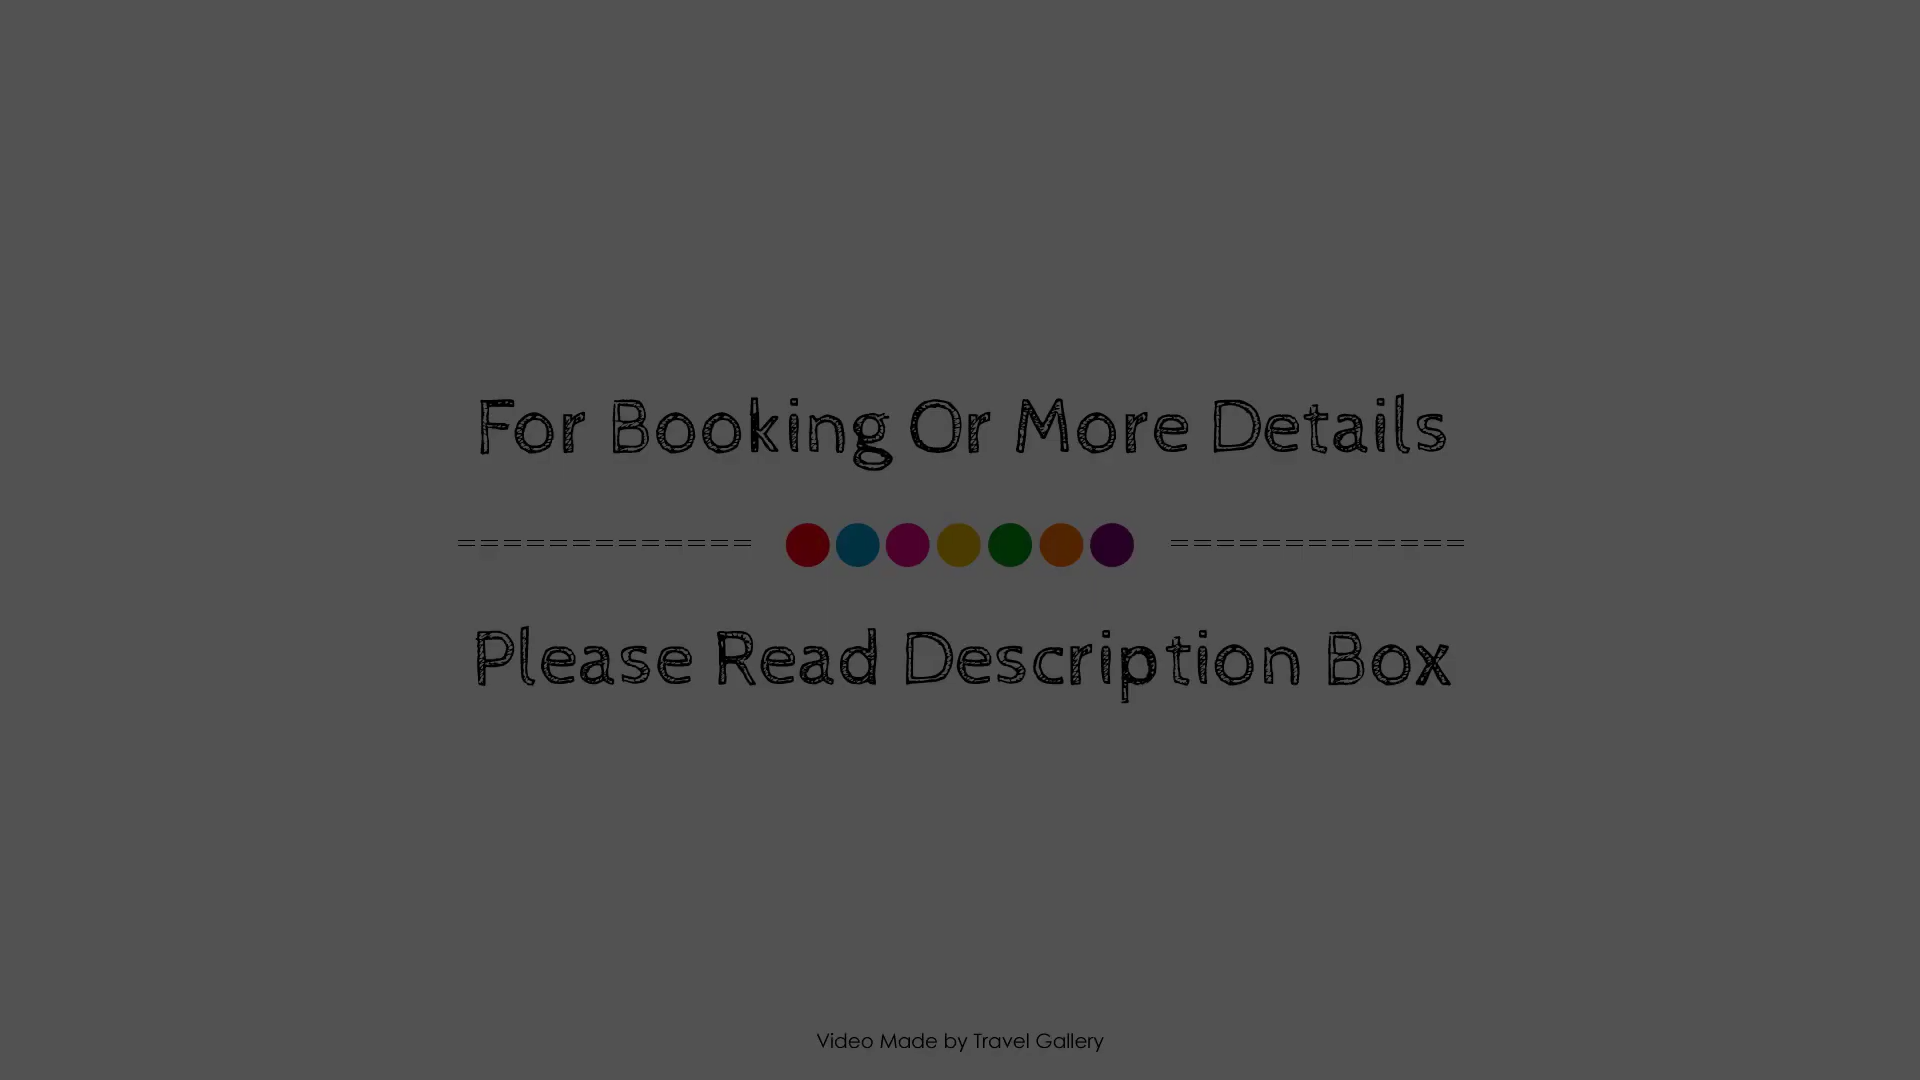 For Booking Or More Details
============= =============
Please Read Description Box
Video Made by Travel Gallery